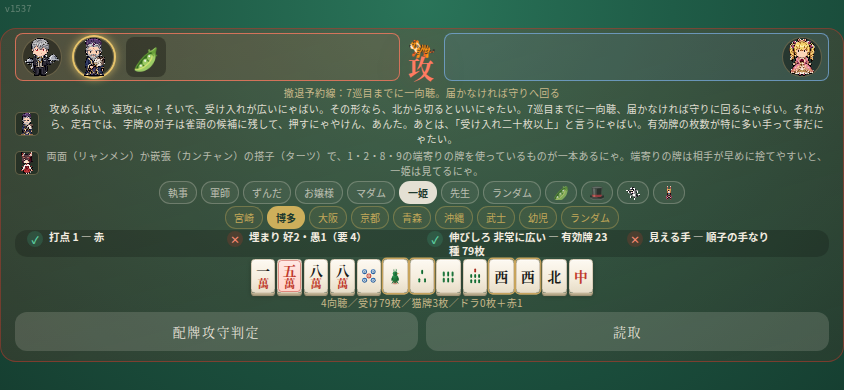 v1537
攻
撤退予約線：7巡目までに一向聴。届かなければ守りへ回る
攻めるばい、速攻にゃ！そいで、受け入れが広いにゃばい。その形なら、北から切るといいにゃたい。7巡目までに一向聴、届かなければ守りに回るにゃばい。それか
ら、定石では、字牌の対子は雀頭の候補に残して、押すにゃやけん、あんた。あとは、「受け入れ二十枚以上」と言うにゃばい。有効牌の枚数が特に多い手って事だに
ゃたい。
両面（リャンメン）か嵌張（カンチャン）の搭子（ターツ）で、1・2・8・9の端寄りの牌を使っているものが一本あるにゃ。端寄りの牌は相手が早めに捨てやすいと、
一姫は見てるにゃ。
執事 軍師 ずんだ お嬢様 マダム 一姫 先生 ランダム
宮崎 博多 大阪 京都 青森 沖縄 武士 幼児 ランダム
✓ 打点 1 — 赤
✕ 埋まり 好2・愚1（要 4）
✓ 伸びしろ 非常に広い — 有効牌 23
種 79枚
✕ 見える手 — 順子の手なり
一萬 五萬 八萬 八萬 西 西 北 中
4向聴／受け79枚／猫牌3枚／ドラ0枚＋赤1
配牌攻守判定
読取